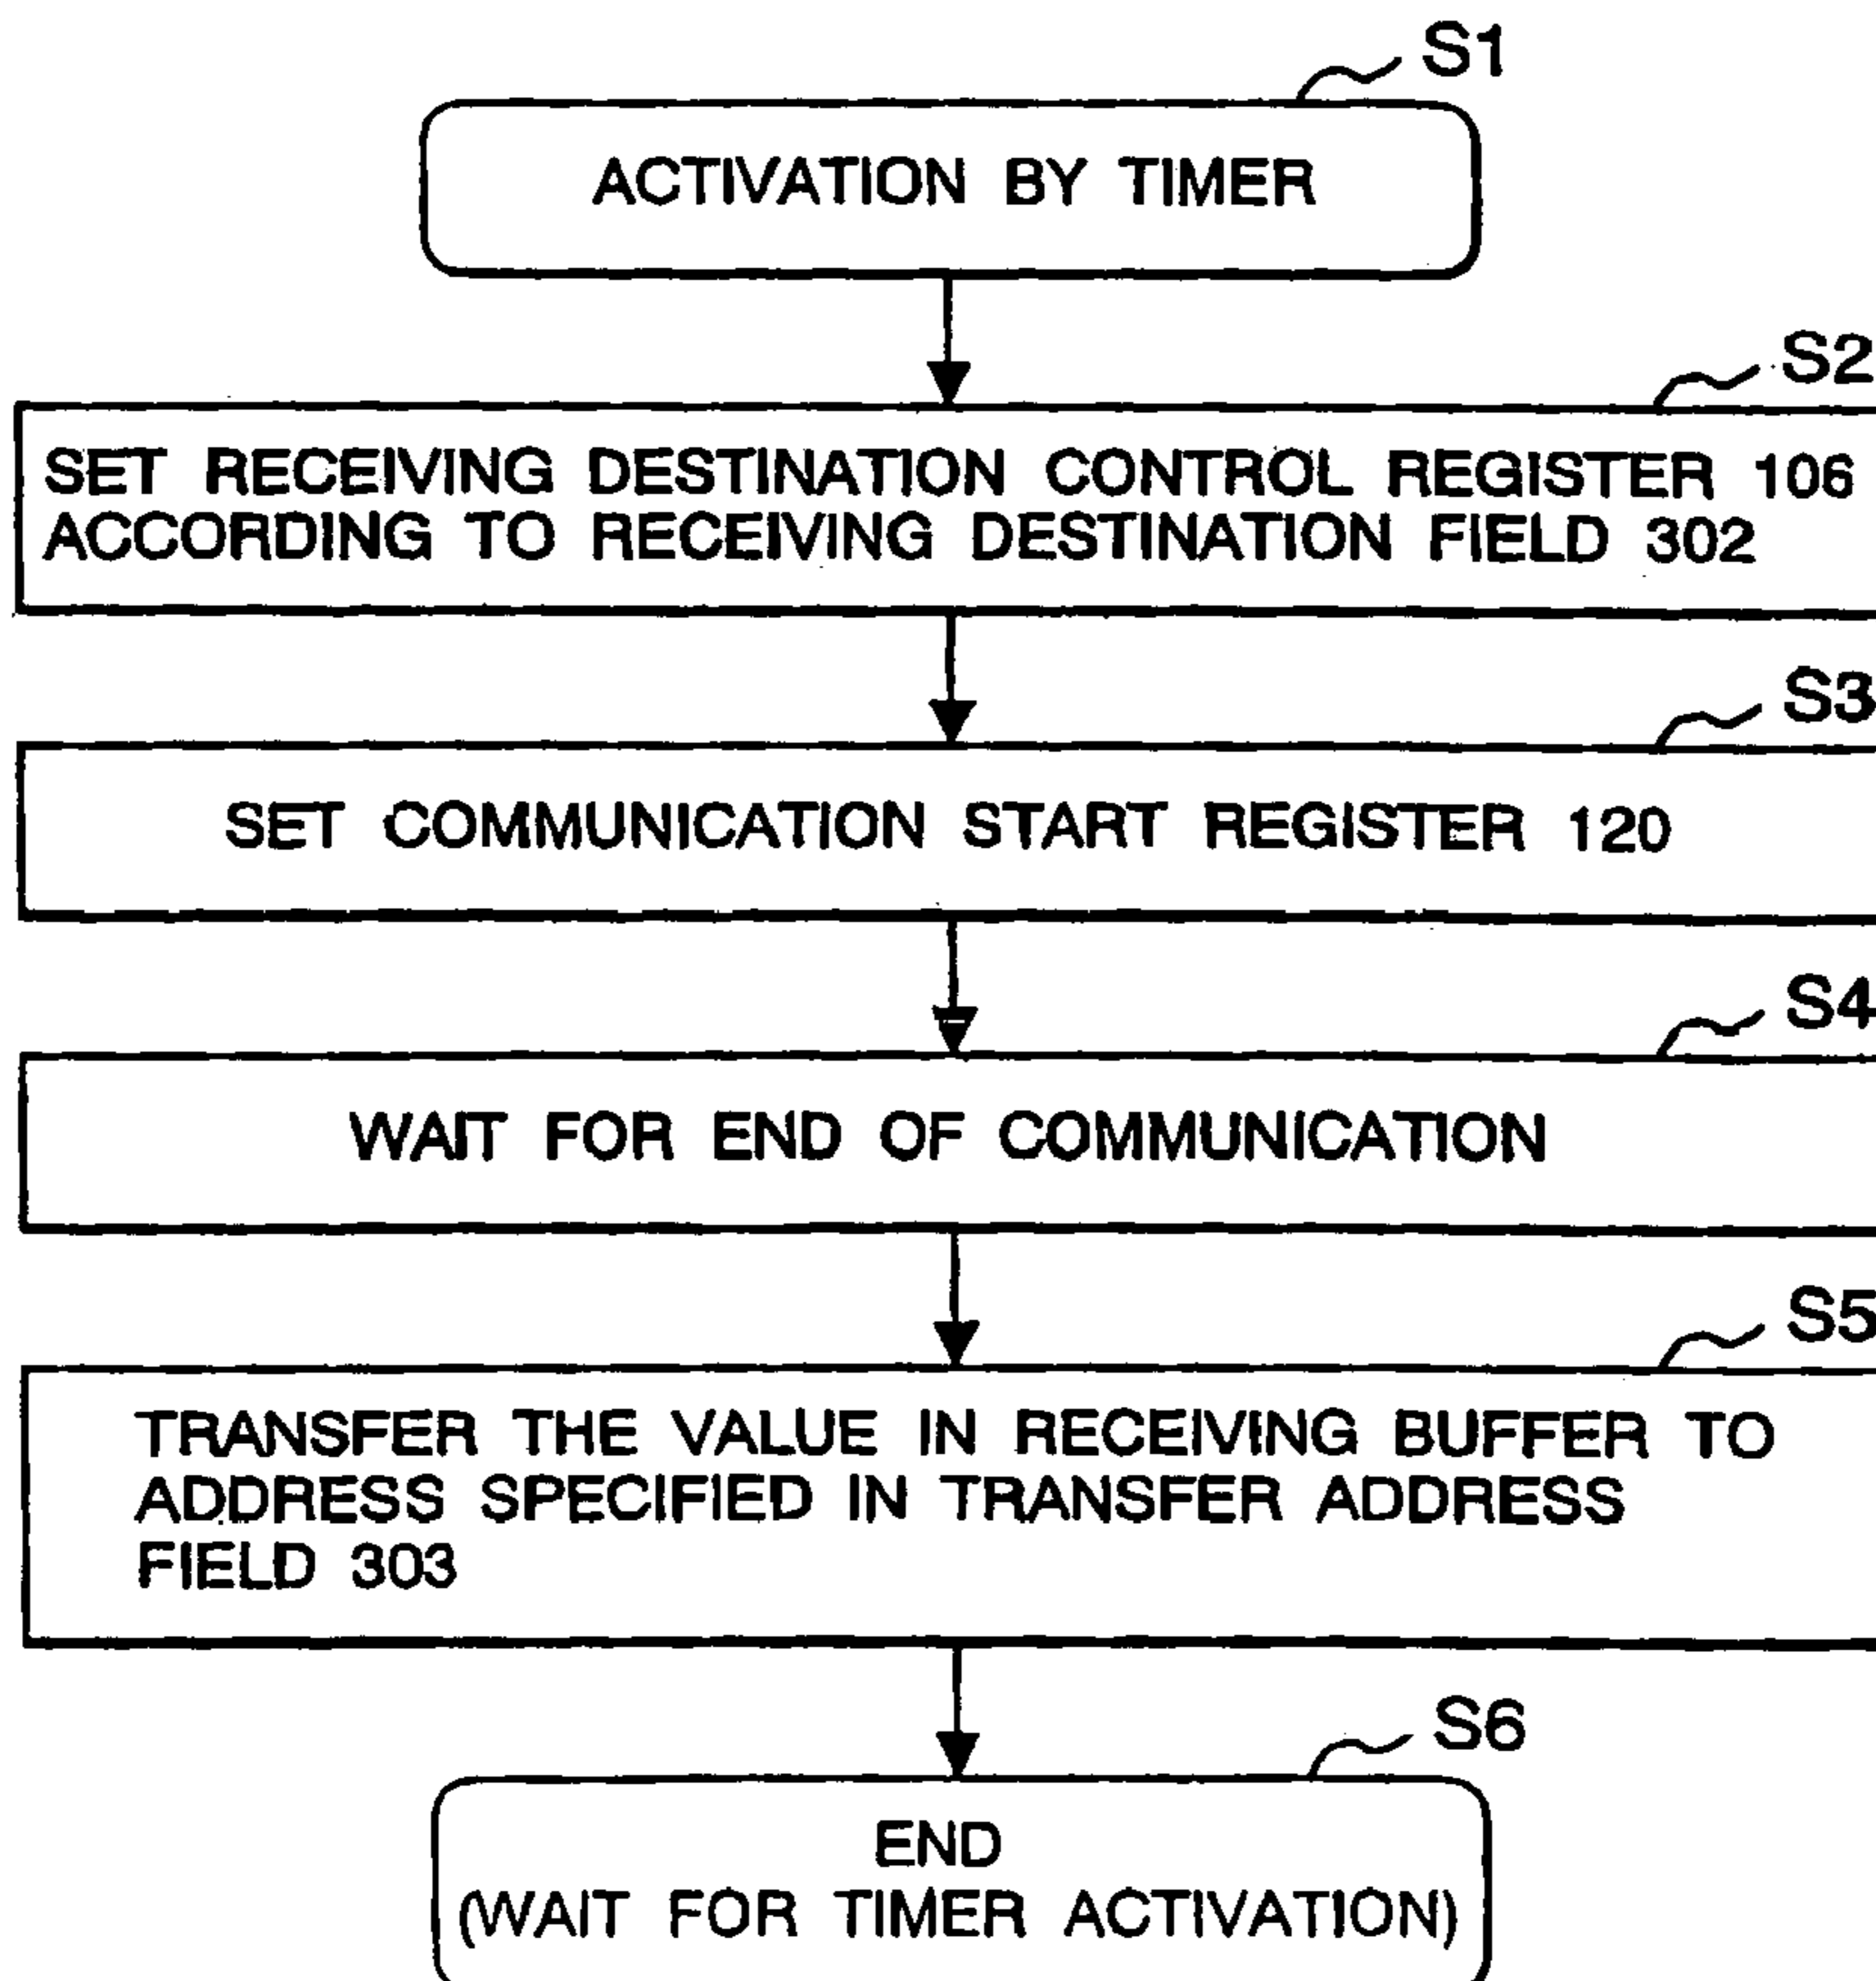 S1
ACTIVATION BY TIMER
S2
SET RECEIVING DESTINATION CONTROL REGISTER 106
ACCORDING TO RECEIVING DESTINATION FIELD 302
S3
SET COMMUNICATION START REGISTER 120
S4
WAIT FOR END OF COMMUNICATION
S5
TRANSFER THE VALUE IN RECEIVING BUFFER TO
ADDRESS SPECIFIED IN TRANSFER ADDRESS
FIELD 303
S6
END
(WAIT FOR TIMER ACTIVATION)